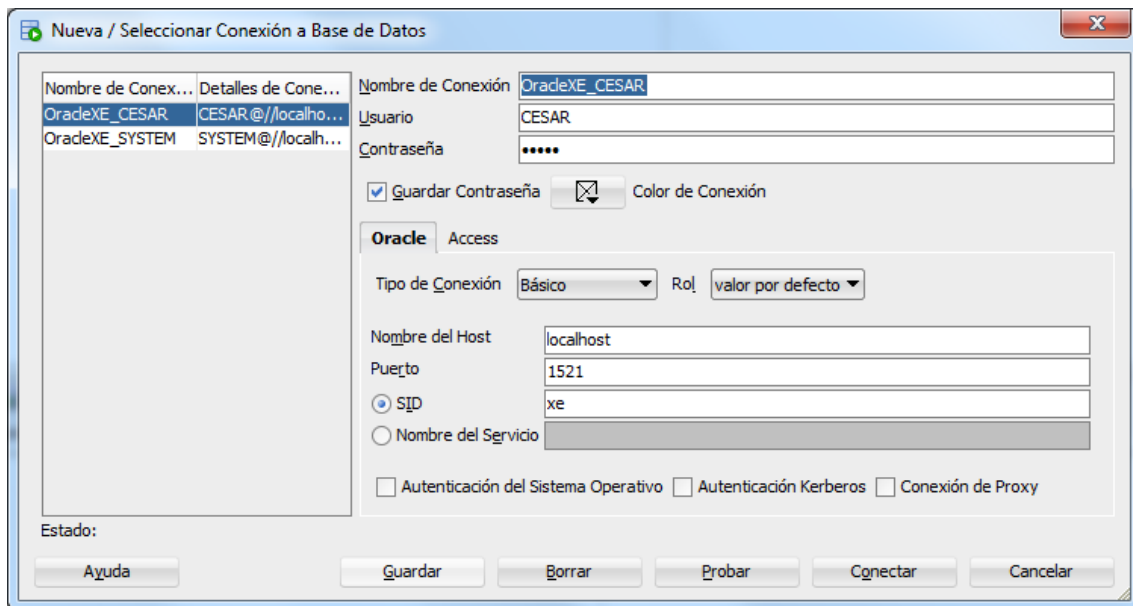 Nueva / Seleccionar Conexión a Base de Datos
Nombre de Conex... Detalles de Cone...
OracleXE_CESAR CESAR@//localho...
OracleXE_SYSTEM SYSTEM@//localh...
Nombre de Conexión OracleXE_CESAR
Usuario CESAR
Contraseña •••••
Guardar Contraseña Color de Conexión
Oracle Access
Tipo de Conexión Básico Rol valor por defecto
Nombre del Host localhost
Puerto 1521
SID xe
Nombre del Servicio
Autenticación del Sistema Operativo Autenticación Kerberos Conexión de Proxy
Estado:
Ayuda Guardar Borrar Probar Conectar Cancelar